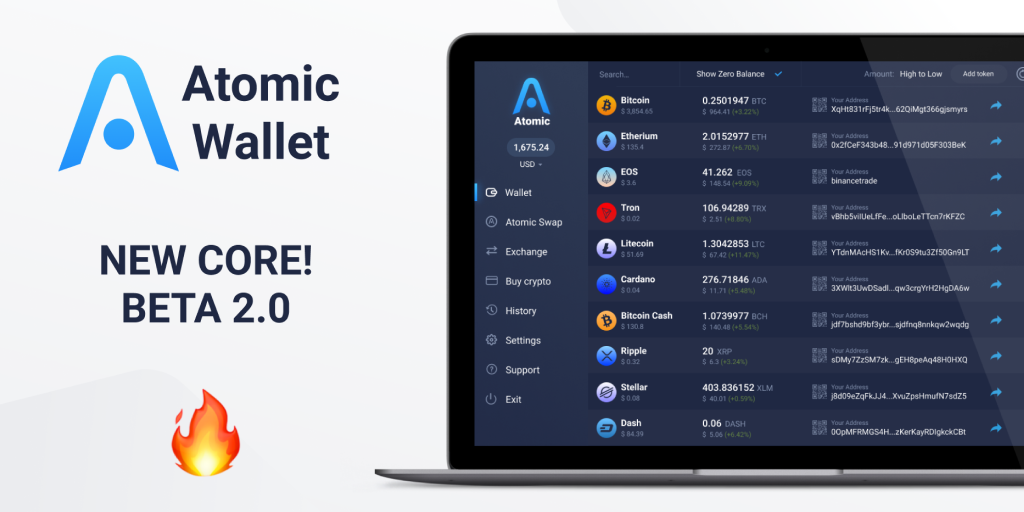 Atomic
Wallet
NEW CORE!
BETA 2.0
Atomic
1,675.24
USD
Wallet
Atomic Swap
Exchange
Buy crypto
History
Settings
Support
Exit
Search...
Show Zero Balance
Amount: High to Low
Add token
Bitcoin
$ 3,854.65
0.2501947 BTC
$ 964.41 (+3.22%)
Your Address
XqHt831rFj5tr4k...62QiMgt366gjsmyrs
Etherium
$ 135.4
2.0152977 ETH
$ 272.87 (+6.70%)
Your Address
0x2fCeF343b48...91d971d05F303BeK
EOS
$ 3.6
41.262 EOS
$ 148.54 (+9.09%)
Your Address
binancetrade
Tron
$ 0.02
106.94289 TRX
$ 2.51 (+8.80%)
Your Address
vBhb5viIUeLfFe...oLJboLeTTcn7rKFZC
Litecoin
$ 51.69
1.3042853 LTC
$ 67.42 (+11.47%)
Your Address
YTdnMAcHS1Kv...fKr0S9tu3Zf50Gn9LT
Cardano
$ 0.04
276.71846 ADA
$ 11.71 (+5.48%)
Your Address
3XWlt3UwDSadl...qw3crgYrH2HgDA6w
Bitcoin Cash
$ 130.8
1.0739977 BCH
$ 140.48 (+5.54%)
Your Address
jdf7bshd9bf3ybr...sjdfnq8nnkqw2wqdg
Ripple
$ 0.32
20 XRP
$ 6.3 (+3.24%)
Your Address
sDMy7ZzSM7zk...gEH8peAq48H0HXQ
Stellar
$ 0.08
403.836152 XLM
$ 40.01 (+0.59%)
Your Address
j8d09eZqFkJJ4...XvuZpsHmufN7sdZ5
Dash
$ 84.39
0.06 DASH
$ 5.06 (+6.42%)
Your Address
0OpMFRMGS4H...zKerKayRDIgkckCBt